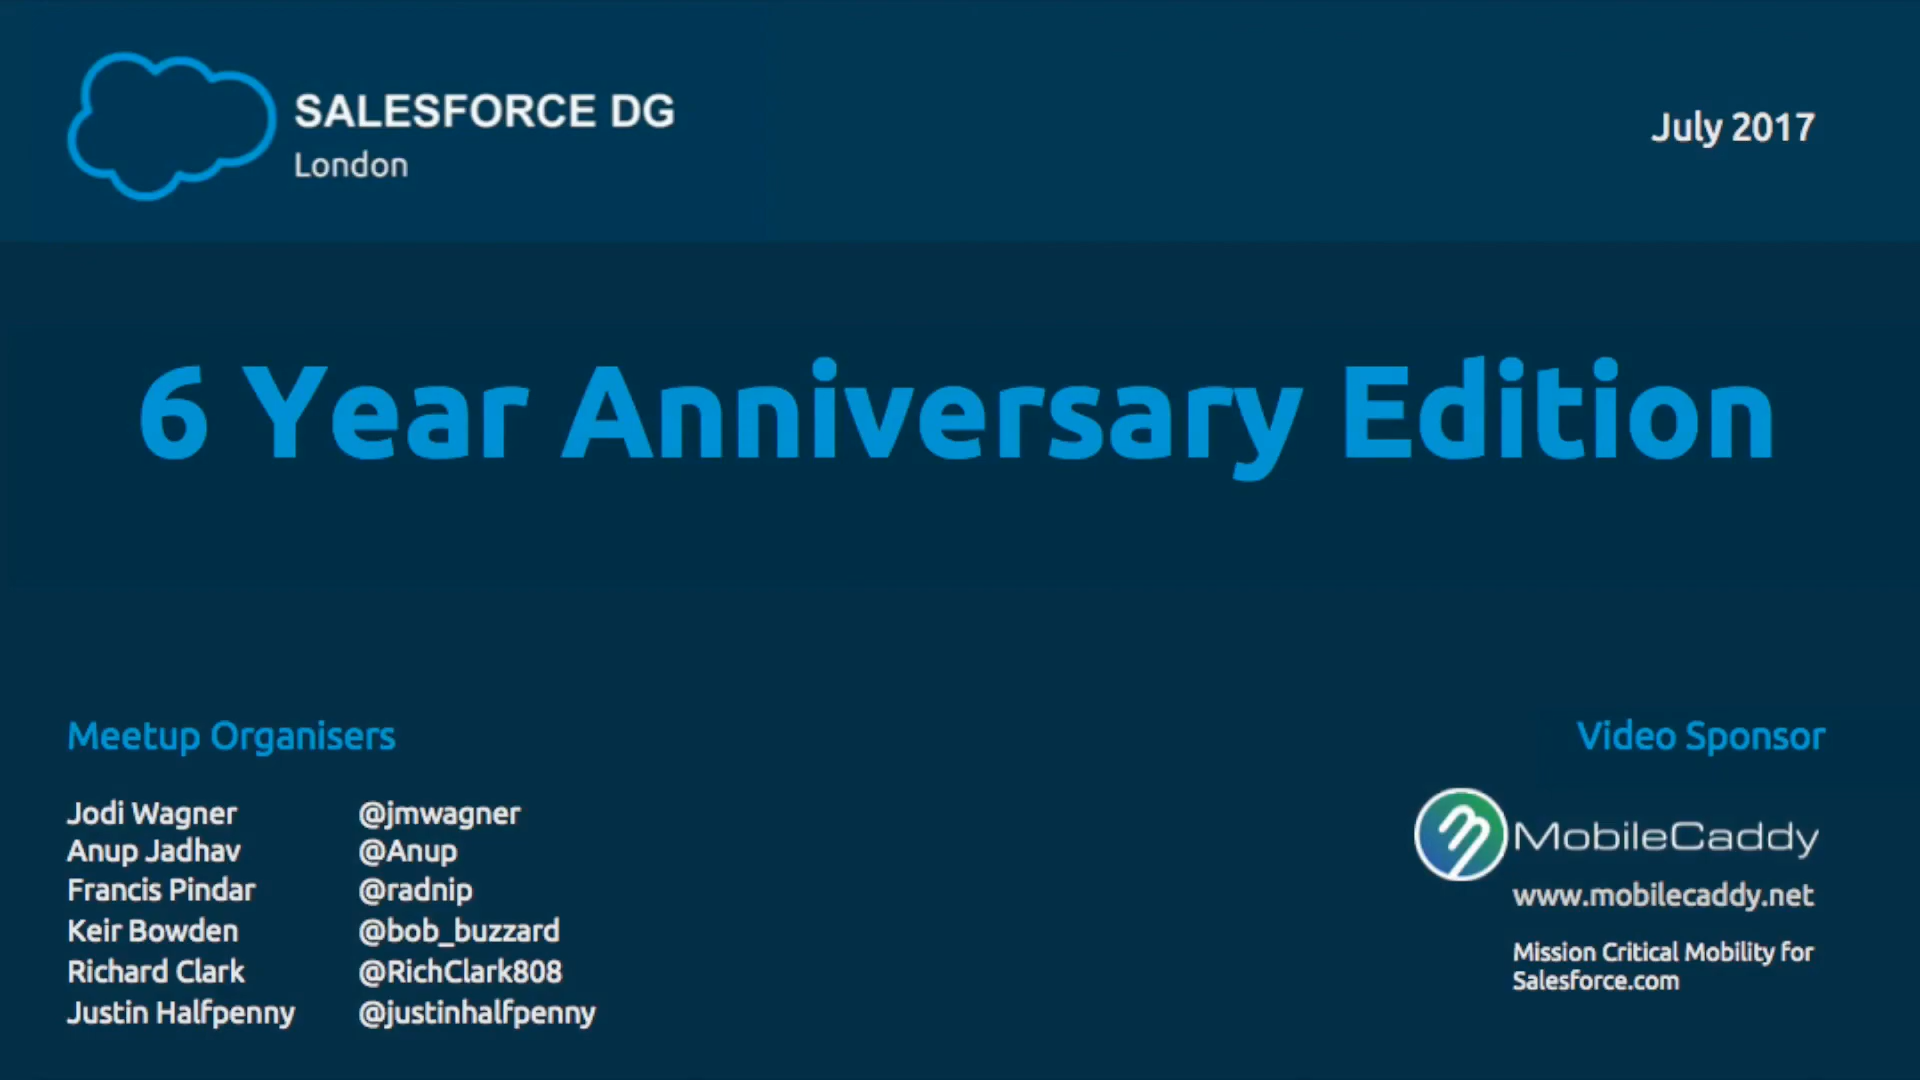 SALESFORCE DG
London
July 2017
6 Year Anniversary Edition
Meetup Organisers
Jodi Wagner @jmwagner
Anup Jadhav @Anup
Francis Pindar @radnip
Keir Bowden @bob_buzzard
Richard Clark @RichClark808
Justin Halfpenny @justinhalfpenny
Video Sponsor
MobileCaddy
www.mobilecaddy.net
Mission Critical Mobility for
Salesforce.com